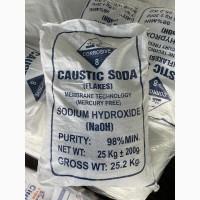 CORROSIVE
8
CAUSTIC SODA
(FLAKES)
MEMBRANE TECHNOLOGY
(MERCURY FREE)
SODIUM HYDROXIDE
(NaOH)
PURITY: 98%MIN.
NET WT: 25 Kg ± 200g
GROSS WT: 25.2 Kg